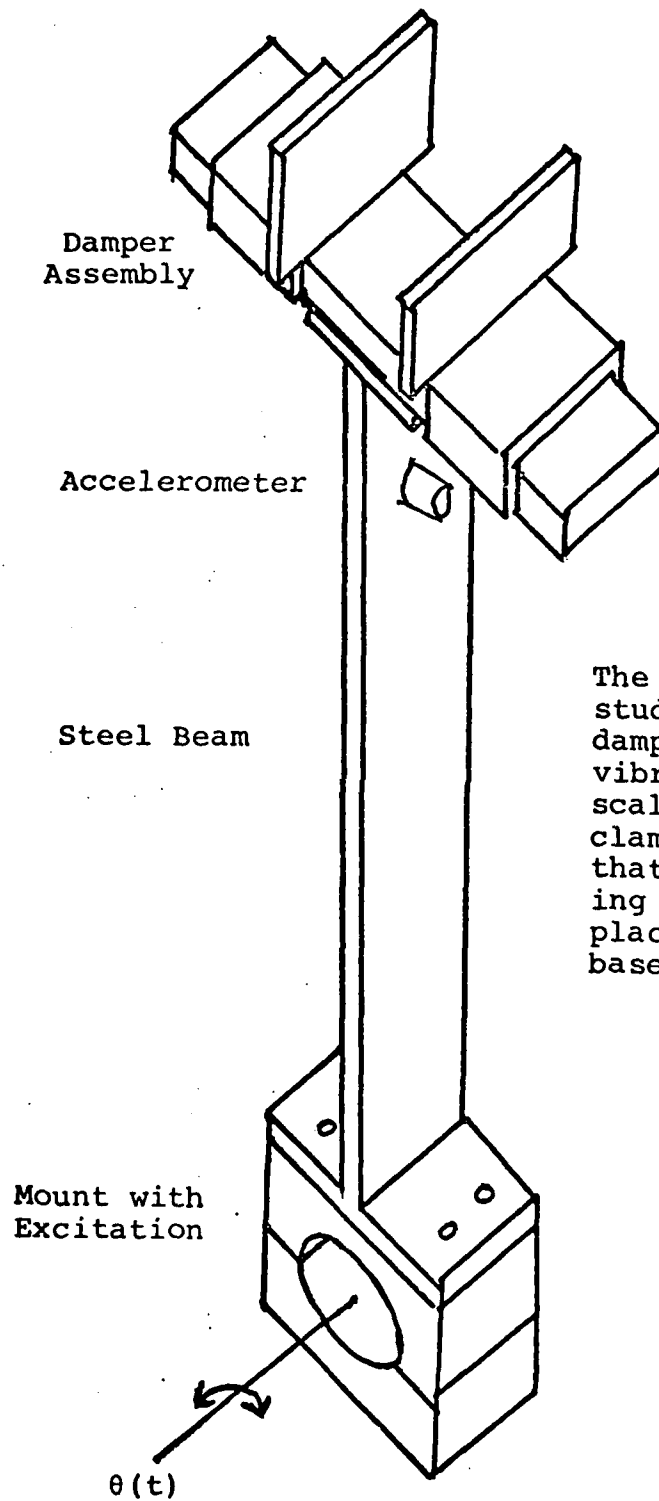 Damper
Assembly
Accelerometer
Steel Beam
The
stud
damp
vibr
scal
clam
that
ing
plac
base
Mount with
Excitation
θ(t)